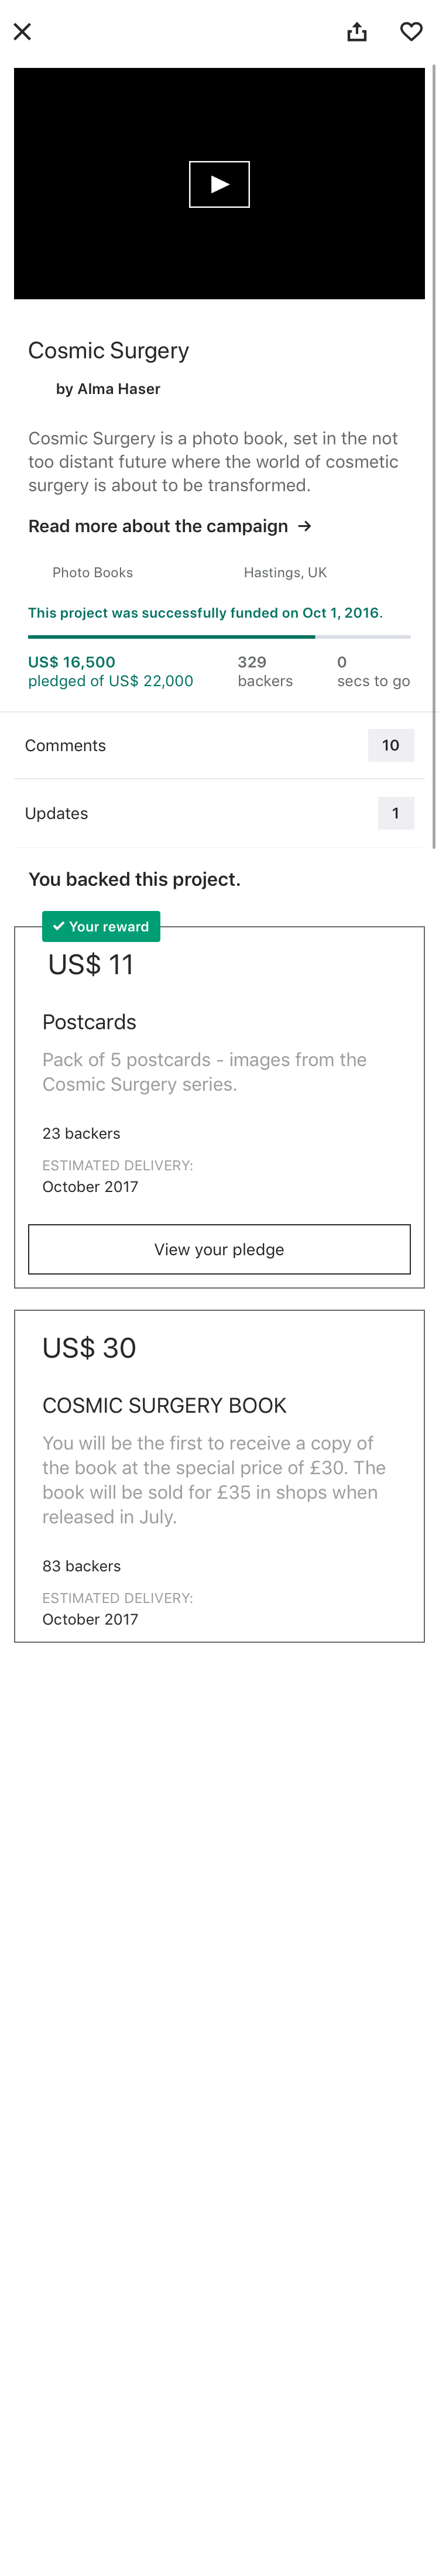 Cosmic Surgery
by Alma Haser
Cosmic Surgery is a photo book, set in the not
too distant future where the world of cosmetic
surgery is about to be transformed.
Read more about the campaign →
Photo Books
Hastings, UK
This project was successfully funded on Oct 1, 2016.
US$ 16,500
pledged of US$ 22,000
329
backers
0
secs to go
Comments
10
Updates
1
You backed this project.
Your reward
US$ 11
Postcards
Pack of 5 postcards - images from the
Cosmic Surgery series.
23 backers
ESTIMATED DELIVERY:
October 2017
View your pledge
US$ 30
COSMIC SURGERY BOOK
You will be the first to receive a copy of
the book at the special price of £30. The
book will be sold for £35 in shops when
released in July.
83 backers
ESTIMATED DELIVERY:
October 2017